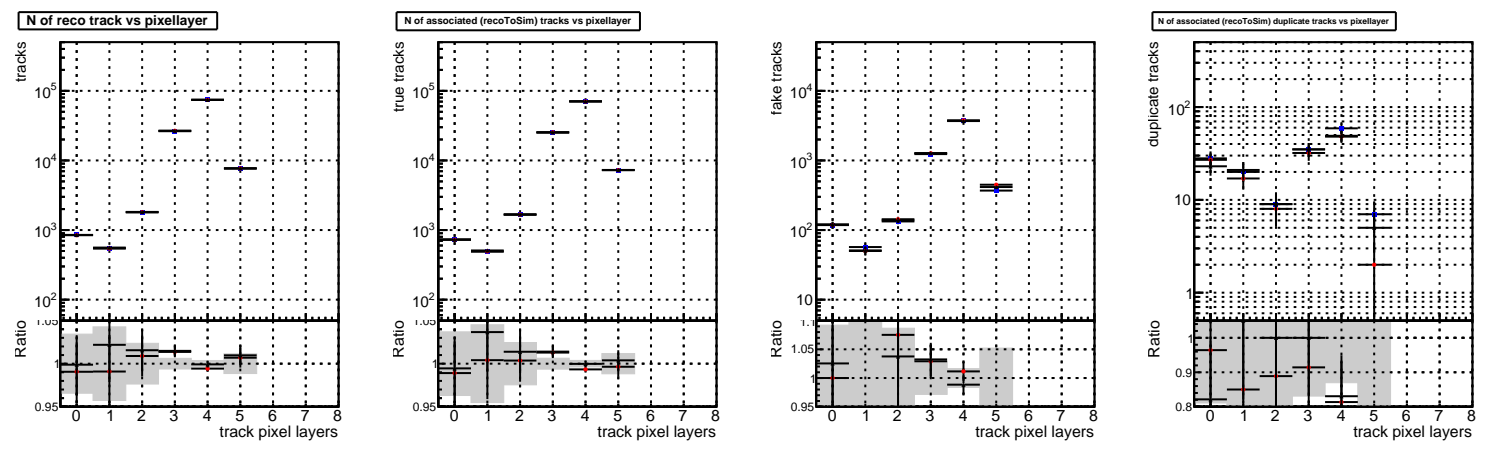 N of reco track vs pixellayer
tracks
10^5
10^4
10^3
10^2
Ratio
1.05
1
0.95
0 1 2 3 4 5 6 7 8
track pixel layers
N of associated (recoToSim) tracks vs pixellayer
true tracks
10^5
10^4
10^3
10^2
Ratio
1.05
1
0.95
0 1 2 3 4 5 6 7 8
track pixel layers
fake tracks
10^4
10^3
10^2
10
Ratio
1.1
1.05
1
0.95
0 1 2 3 4 5 6 7 8
track pixel layers
N of associated (recoToSim) duplicate tracks vs pixellayer
duplicate tracks
10^2
10
1
Ratio
1
0.9
0.8
0 1 2 3 4 5 6 7 8
track pixel layers